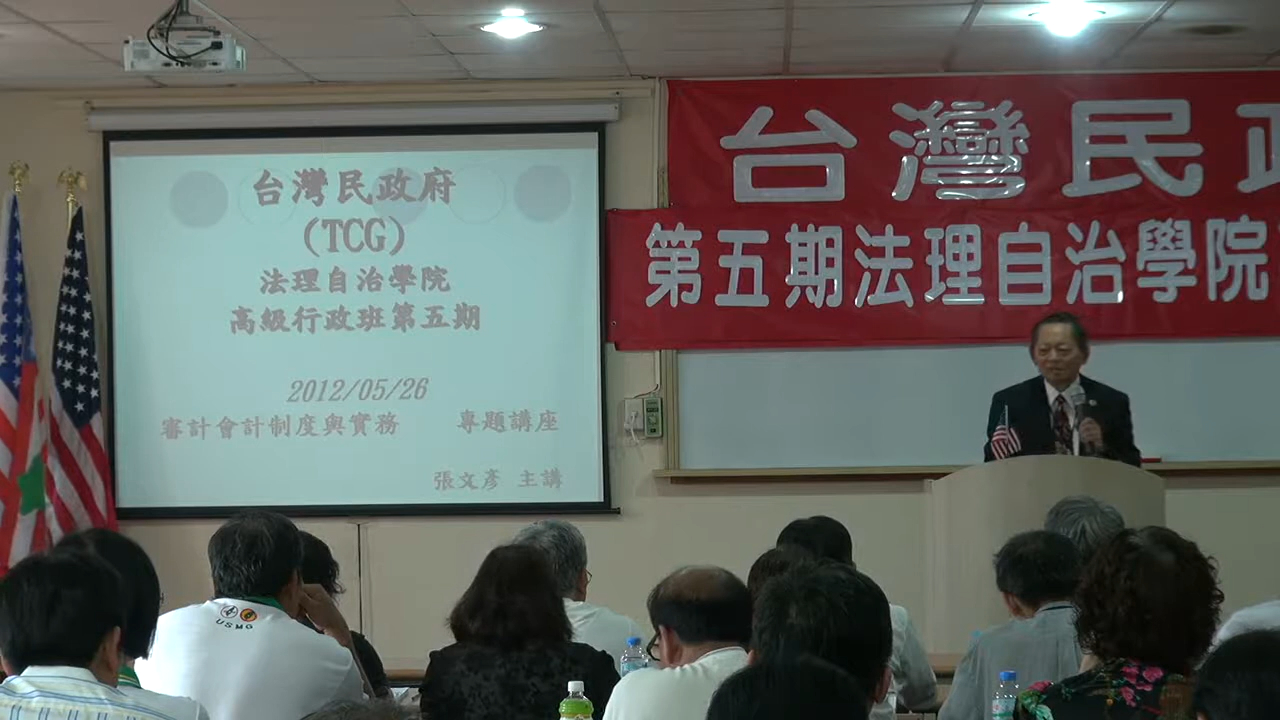 台灣民政府
(TCG)
法理自治學院
高級行政班第五期
2012/05/26
審計會計制度與實務 專題講座
張文彥 主講
台灣民政
第五期法理自治學院
USMG